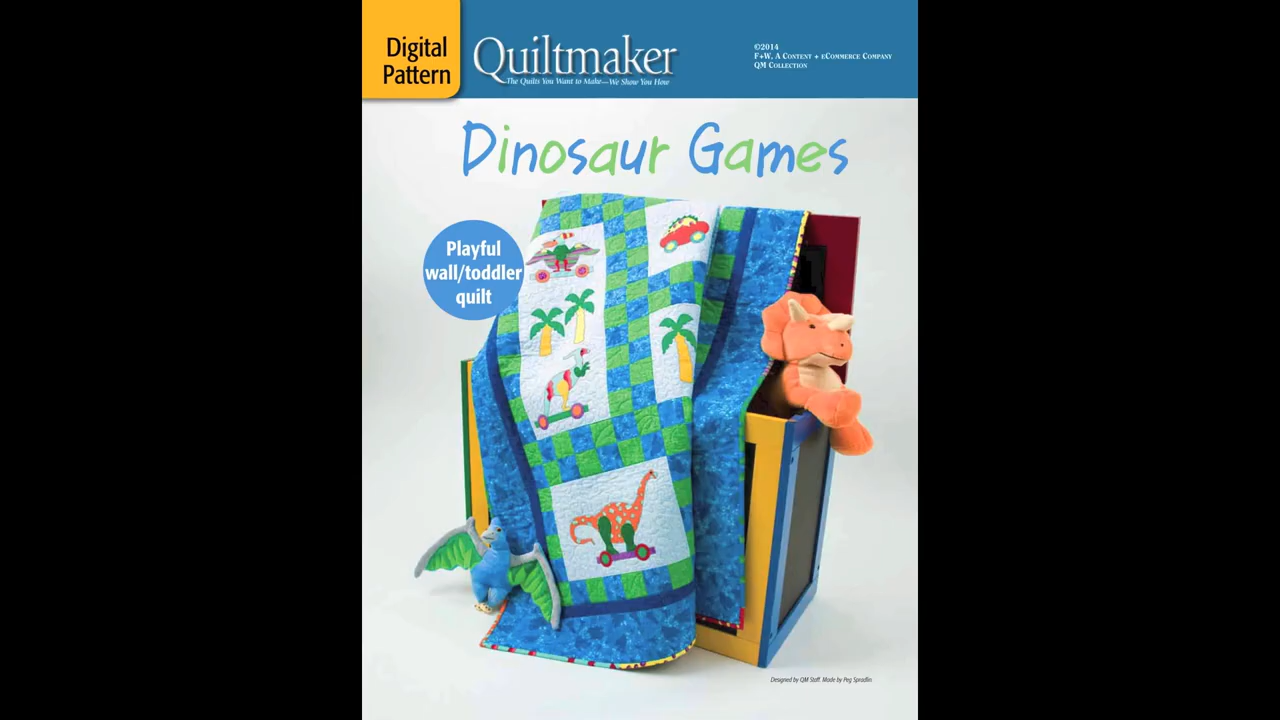 Digital
Pattern
Quiltmaker
The Quilts You Want to Make—We Show You How
©2014
F+W, A Content + eCommerce Company
QM Collection
Dinosaur Games
Playful
wall/toddler
quilt
Designed by QM Staff. Made by Peg Spradlin